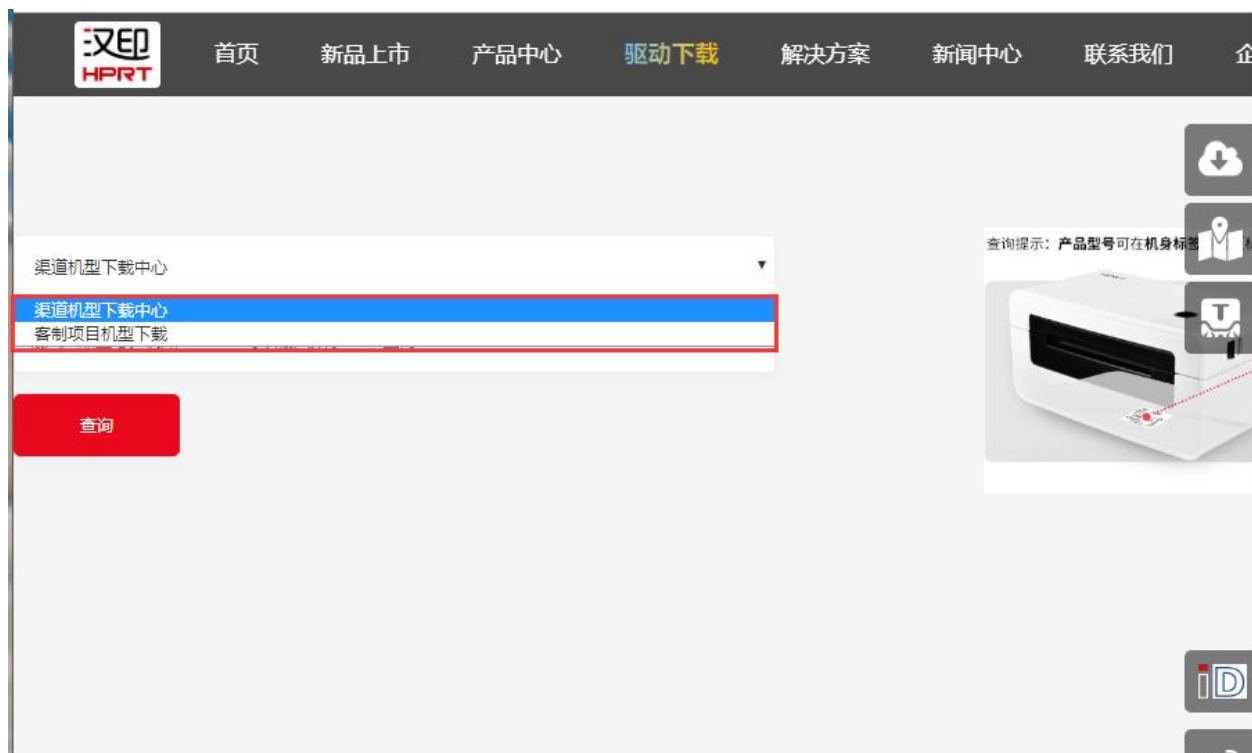 汉印
HPRT
首页 新品上市 产品中心 驱动下载 解决方案 新闻中心 联系我们
查询提示：产品型号可在机身标签
渠道机型下载中心
渠道机型下载中心
客制项目机型下载
查询
T
iD